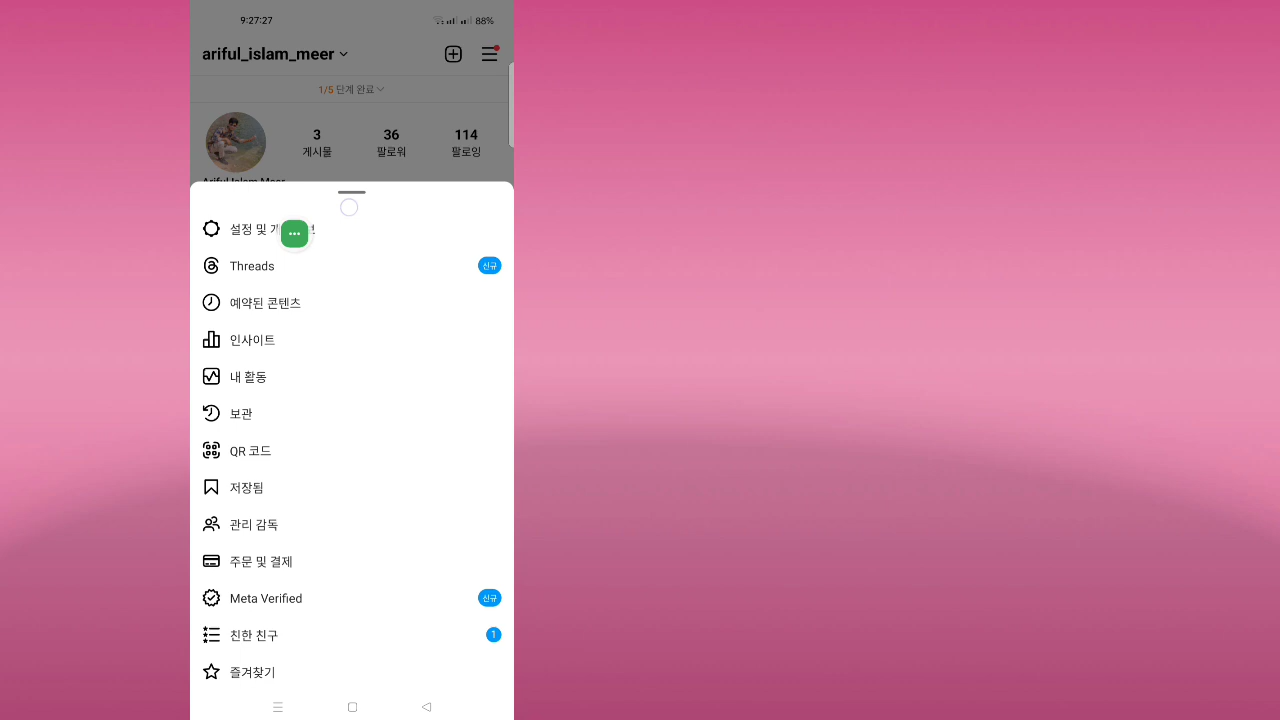 9:27:27 88%
ariful_islam_meer
1/5 단계 완료
3 36 114
게시물 팔로워 팔로잉
Ariful Islam Meer
설정 및
Threads 신규
예약된 콘텐츠
인사이트
내 활동
보관
QR 코드
저장됨
관리 감독
주문 및 결제
Meta Verified 신규
친한 친구 1
즐겨찾기